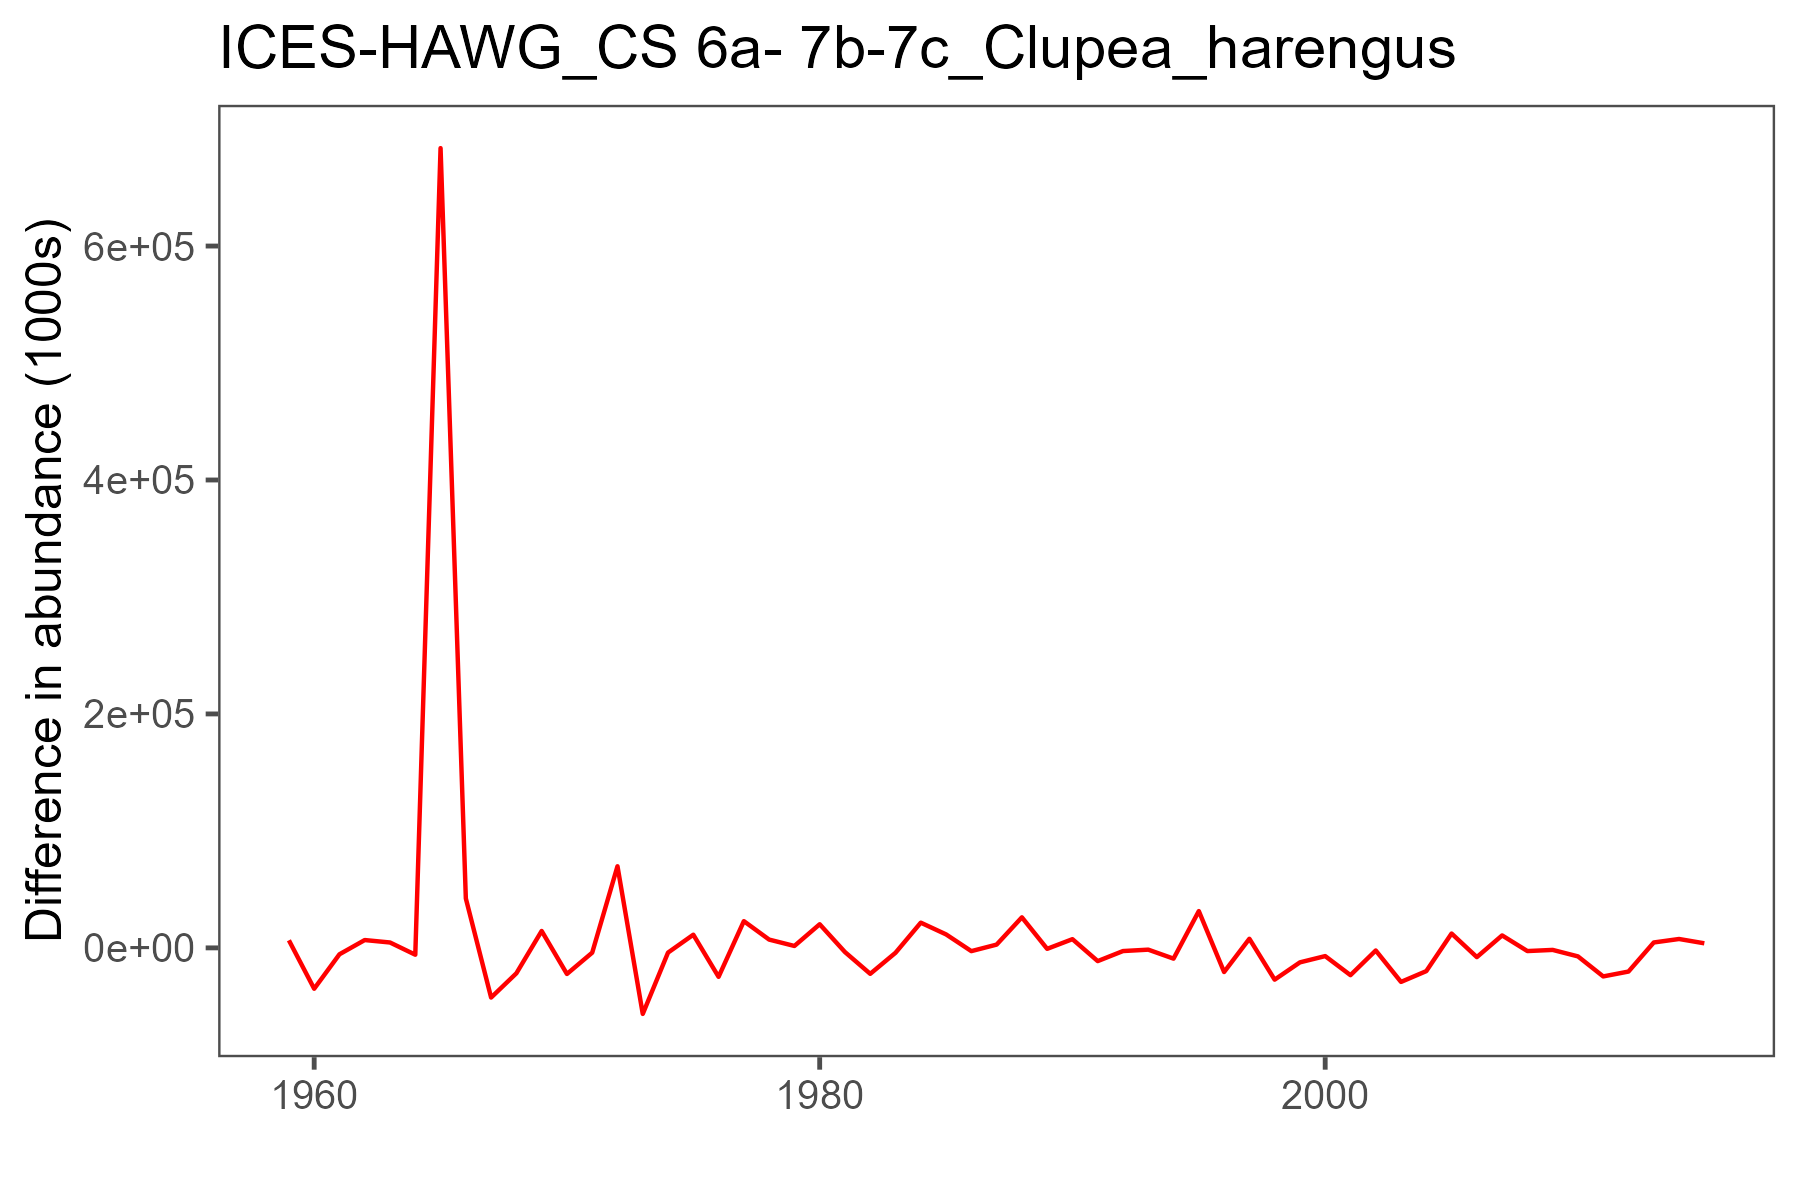 ICES-HAWG_CS 6a- 7b-7c_Clupea_harengus
Difference in abundance (1000s)
6e+05
4e+05
2e+05
0e+00
1960
1980
2000